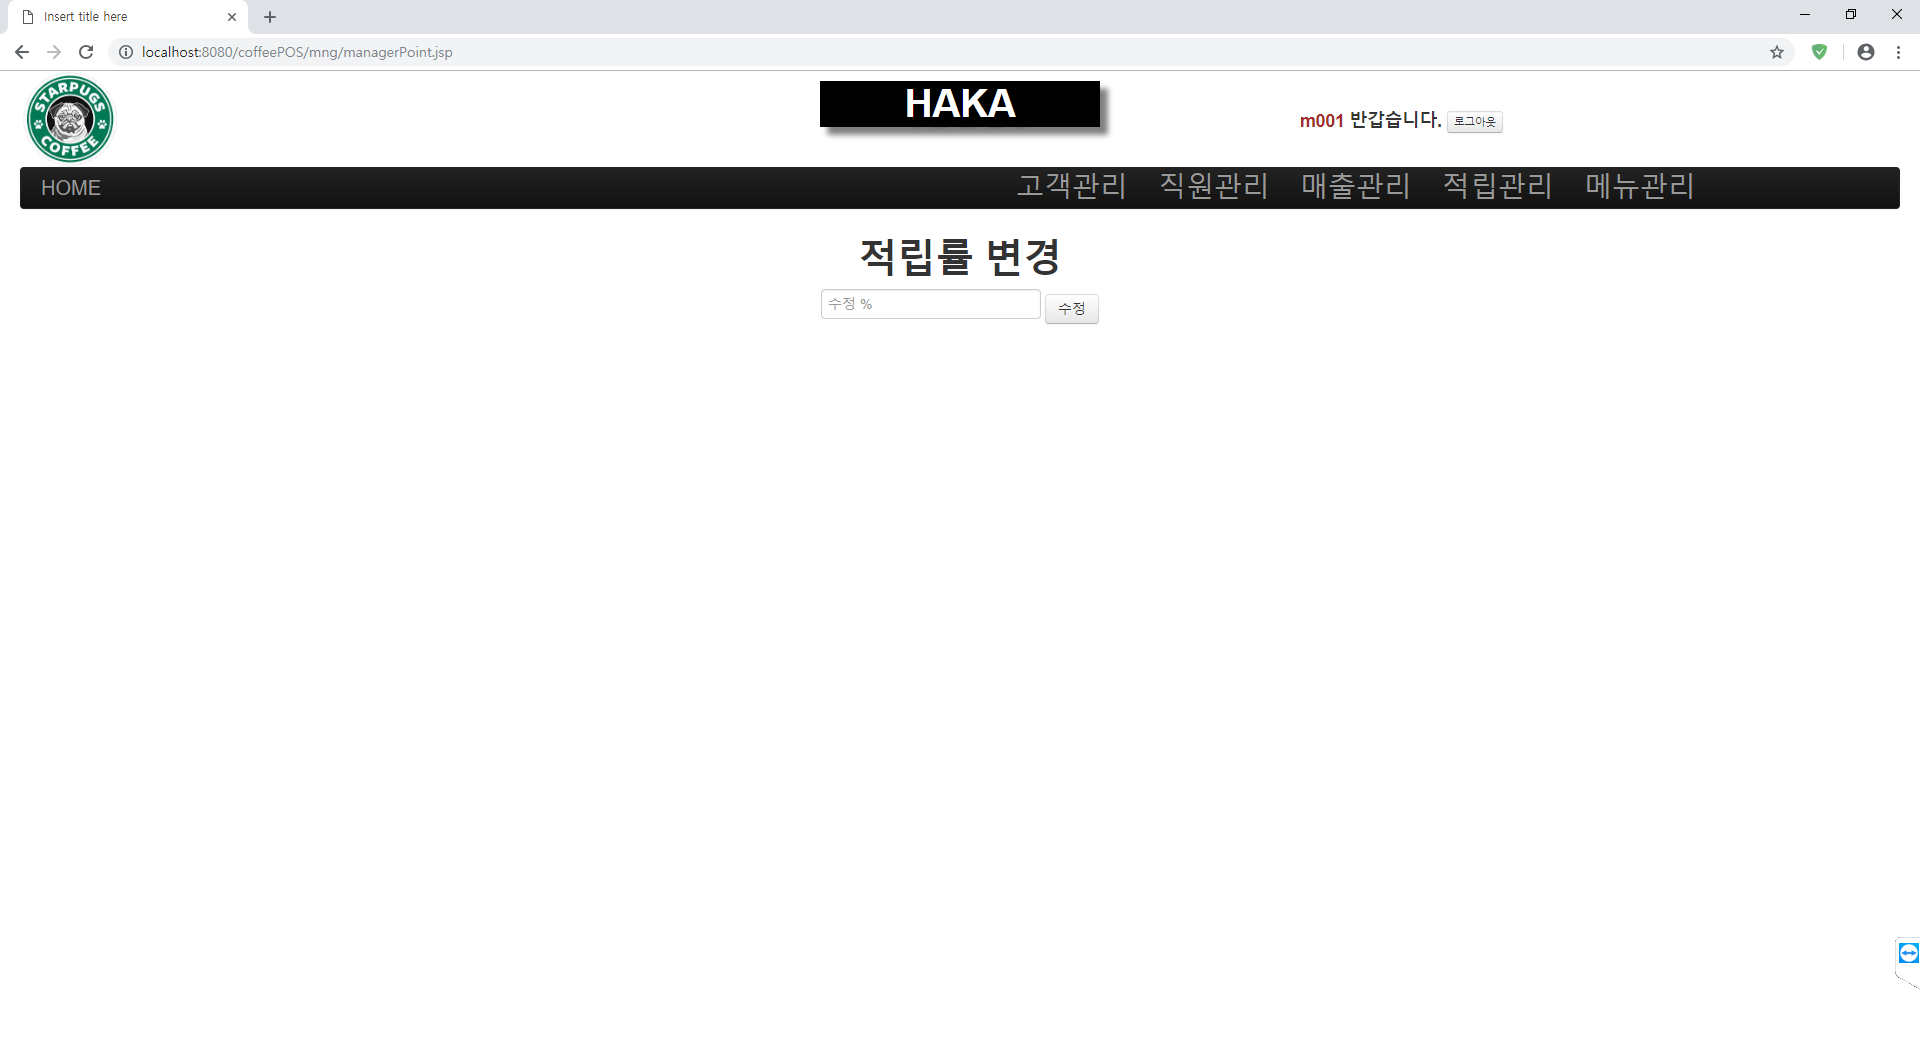 Insert title here
localhost:8080/coffeePOS/mng/managerPoint.jsp
STARPUGS
COFFEE
HAKA
m001 반갑습니다. 로그아웃
HOME 고객관리 직원관리 매출관리 적립관리 메뉴관리
적립률 변경
수정 % 수정